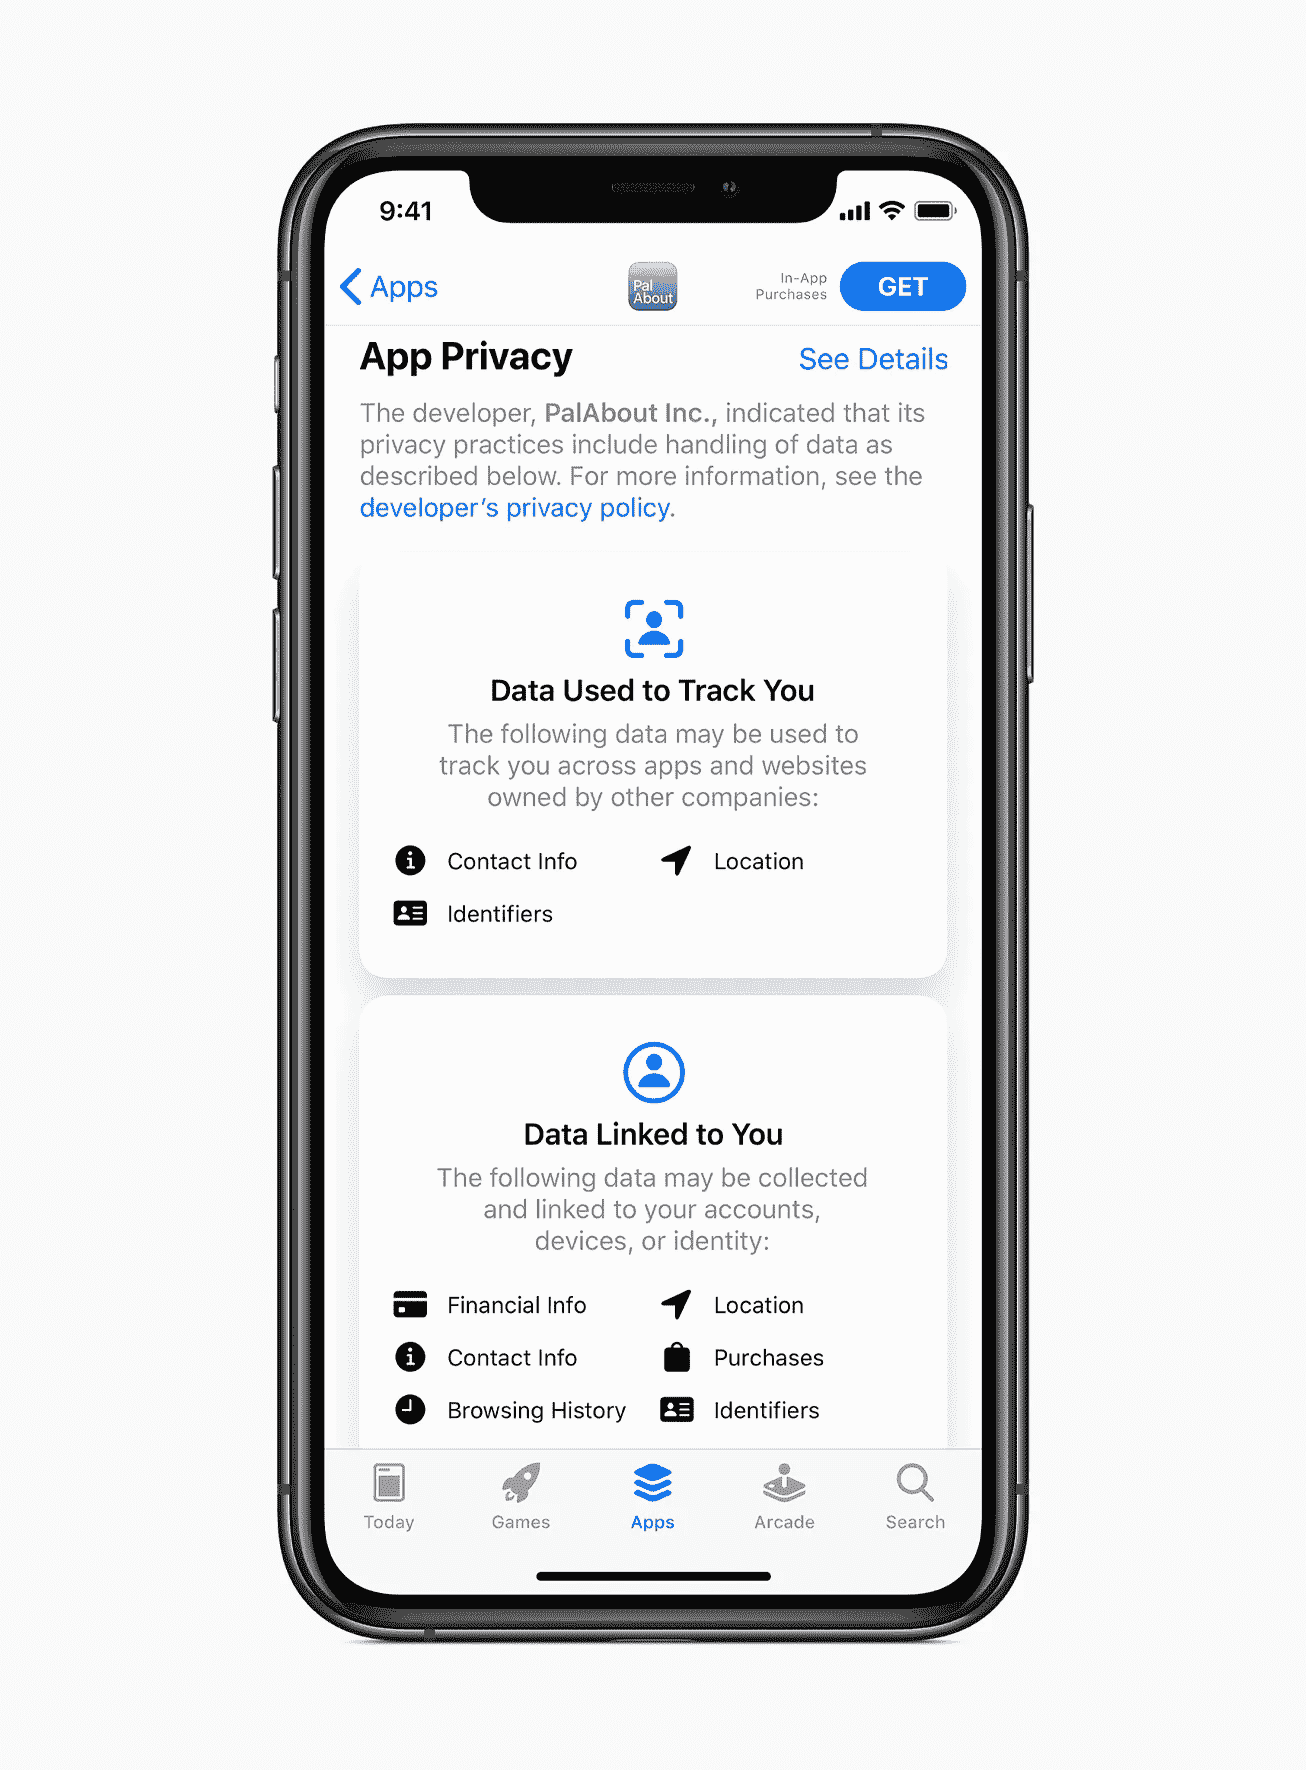 9:41
Apps
Pal
About
In-App
Purchases
GET
App Privacy
See Details
The developer, PalAbout Inc., indicated that its
privacy practices include handling of data as
described below. For more information, see the
developer’s privacy policy.
Data Used to Track You
The following data may be used to
track you across apps and websites
owned by other companies:
Contact Info
Location
Identifiers
Data Linked to You
The following data may be collected
and linked to your accounts,
devices, or identity:
Financial Info
Location
Contact Info
Purchases
Browsing History
Identifiers
Today
Games
Apps
Arcade
Search